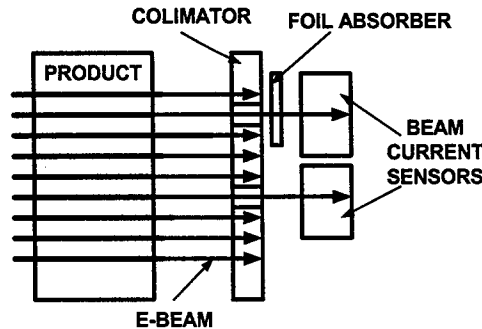 COLIMATOR
FOIL ABSORBER
PRODUCT
BEAM
CURRENT
SENSORS
E-BEAM